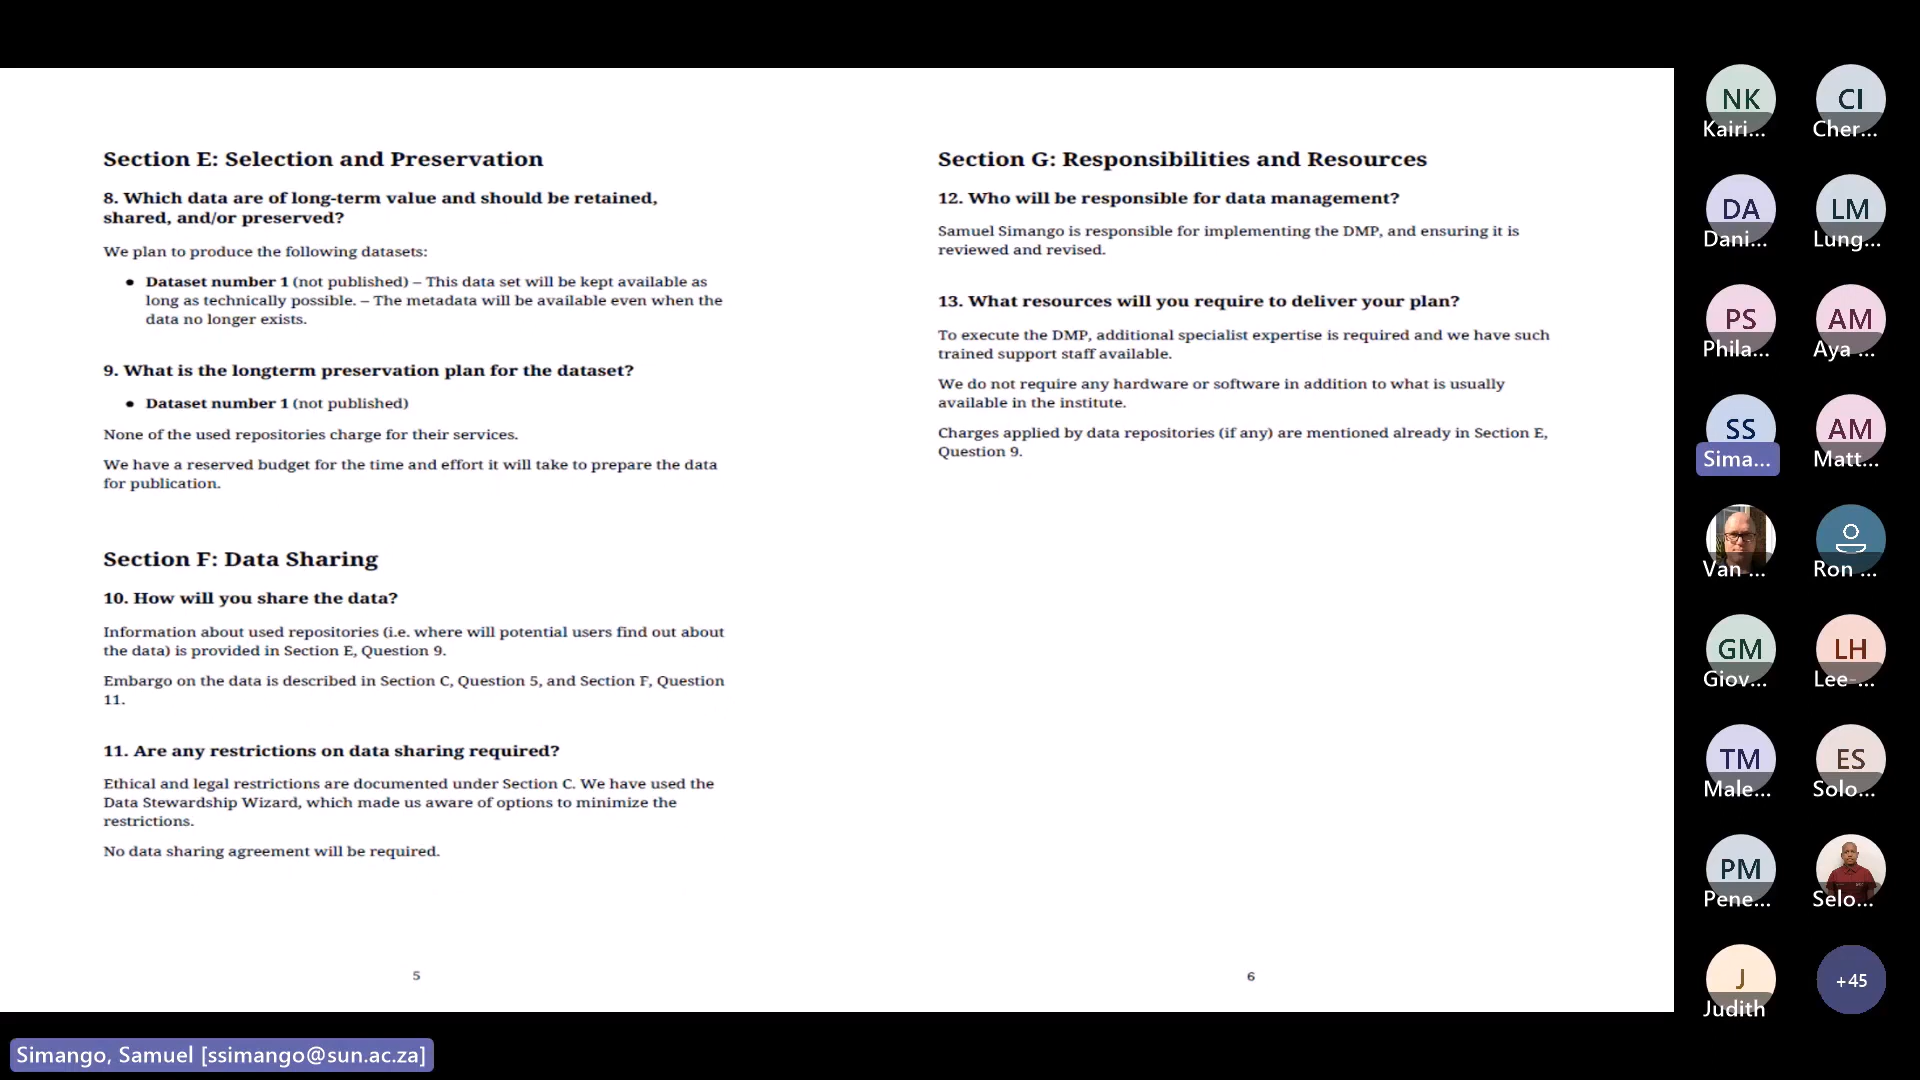 Section E: Selection and Preservation
8. Which data are of long-term value and should be retained,
shared, and/or preserved?
We plan to produce the following datasets:
● Dataset number 1 (not published) – This data set will be kept available as
long as technically possible. – The metadata will be available even when the
data no longer exists.
9. What is the longterm preservation plan for the dataset?
● Dataset number 1 (not published)
None of the used repositories charge for their services.
We have a reserved budget for the time and effort it will take to prepare the data
for publication.
Section F: Data Sharing
10. How will you share the data?
Information about used repositories (i.e. where will potential users find out about
the data) is provided in Section E, Question 9.
Embargo on the data is described in Section C, Question 5, and Section F, Question
11.
11. Are any restrictions on data sharing required?
Ethical and legal restrictions are documented under Section C. We have used the
Data Stewardship Wizard, which made us aware of options to minimize the
restrictions.
No data sharing agreement will be required.
5
Section G: Responsibilities and Resources
12. Who will be responsible for data management?
Samuel Simango is responsible for implementing the DMP, and ensuring it is
reviewed and revised.
13. What resources will you require to deliver your plan?
To execute the DMP, additional specialist expertise is required and we have such
trained support staff available.
We do not require any hardware or software in addition to what is usually
available in the institute.
Charges applied by data repositories (if any) are mentioned already in Section E,
Question 9.
6
NK
Kairi...
CI
Cher...
DA
Dani...
LM
Lung...
PS
Phila...
AM
Aya ...
SS
Sima...
AM
Matt...
Van ...
Ron ...
GM
Giov...
LH
Lee-...
TM
Male...
ES
Solo...
PM
Pene...
Selo...
J
Judith
+45
Simango, Samuel [ssimango@sun.ac.za]